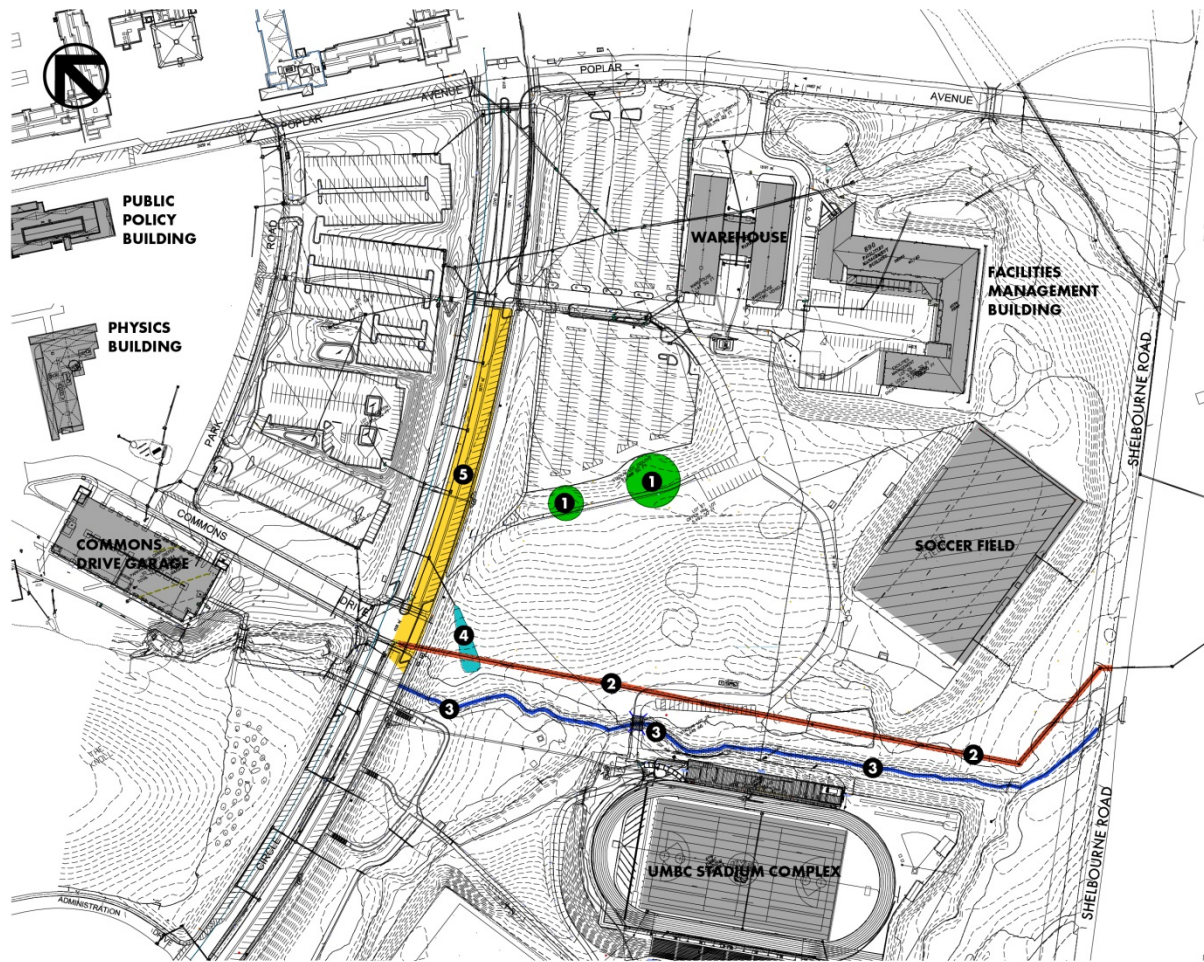 POPLAR
AVENUE
AVENUE
POPLAR
PUBLIC
POLICY
BUILDING
ROAD
WAREHOUSE
FACILITIES
MANAGEMENT
BUILDING
PHYSICS
BUILDING
PARK
SHELBOURNE ROAD
5
1
1
COMMONS
COMMONS
DRIVE GARAGE
SOCCER FIELD
DRIVE
4
2
3
3
2
3
CIRCLE
UMBC STADIUM COMPLEX
SHELBOURNE ROAD
ADMINISTRATION